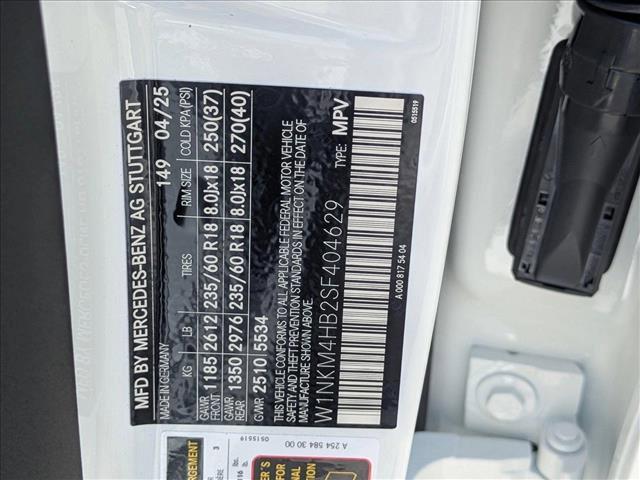 MFD BY MERCEDES-BENZ AG STUTTGART
MADE IN GERMANY 149 04/25
KG LB TIRES RIM SIZE COLD KPA(PSI)
GAWR FRONT 1185 2612 235/60 R18 8.0Jx18 250(37)
GAWR REAR 1350 2976 235/60 R18 8.0Jx18 270(40)
GVWR 2510 5534
THIS VEHICLE CONFORMS TO ALL APPLICABLE FEDERAL MOTOR VEHICLE
SAFETY AND THEFT PREVENTION STANDARDS IN EFFECT ON THE DATE OF
MANUFACTURE SHOWN ABOVE.
W1NKM4HB2SF404629 TYPE: MPV
A 000 817 54 04 0515519
A 254 584 30 00
0515519
3